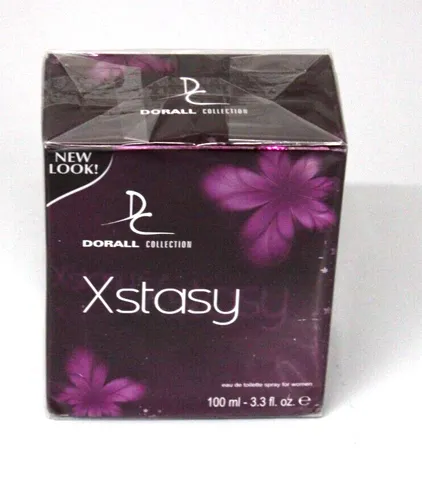 DC
DORALL COLLECTION
NEW
LOOK!
DC
DORALL COLLECTION
Xstasy
eau de toilette spray for women
100 ml - 3.3 fl. oz. e